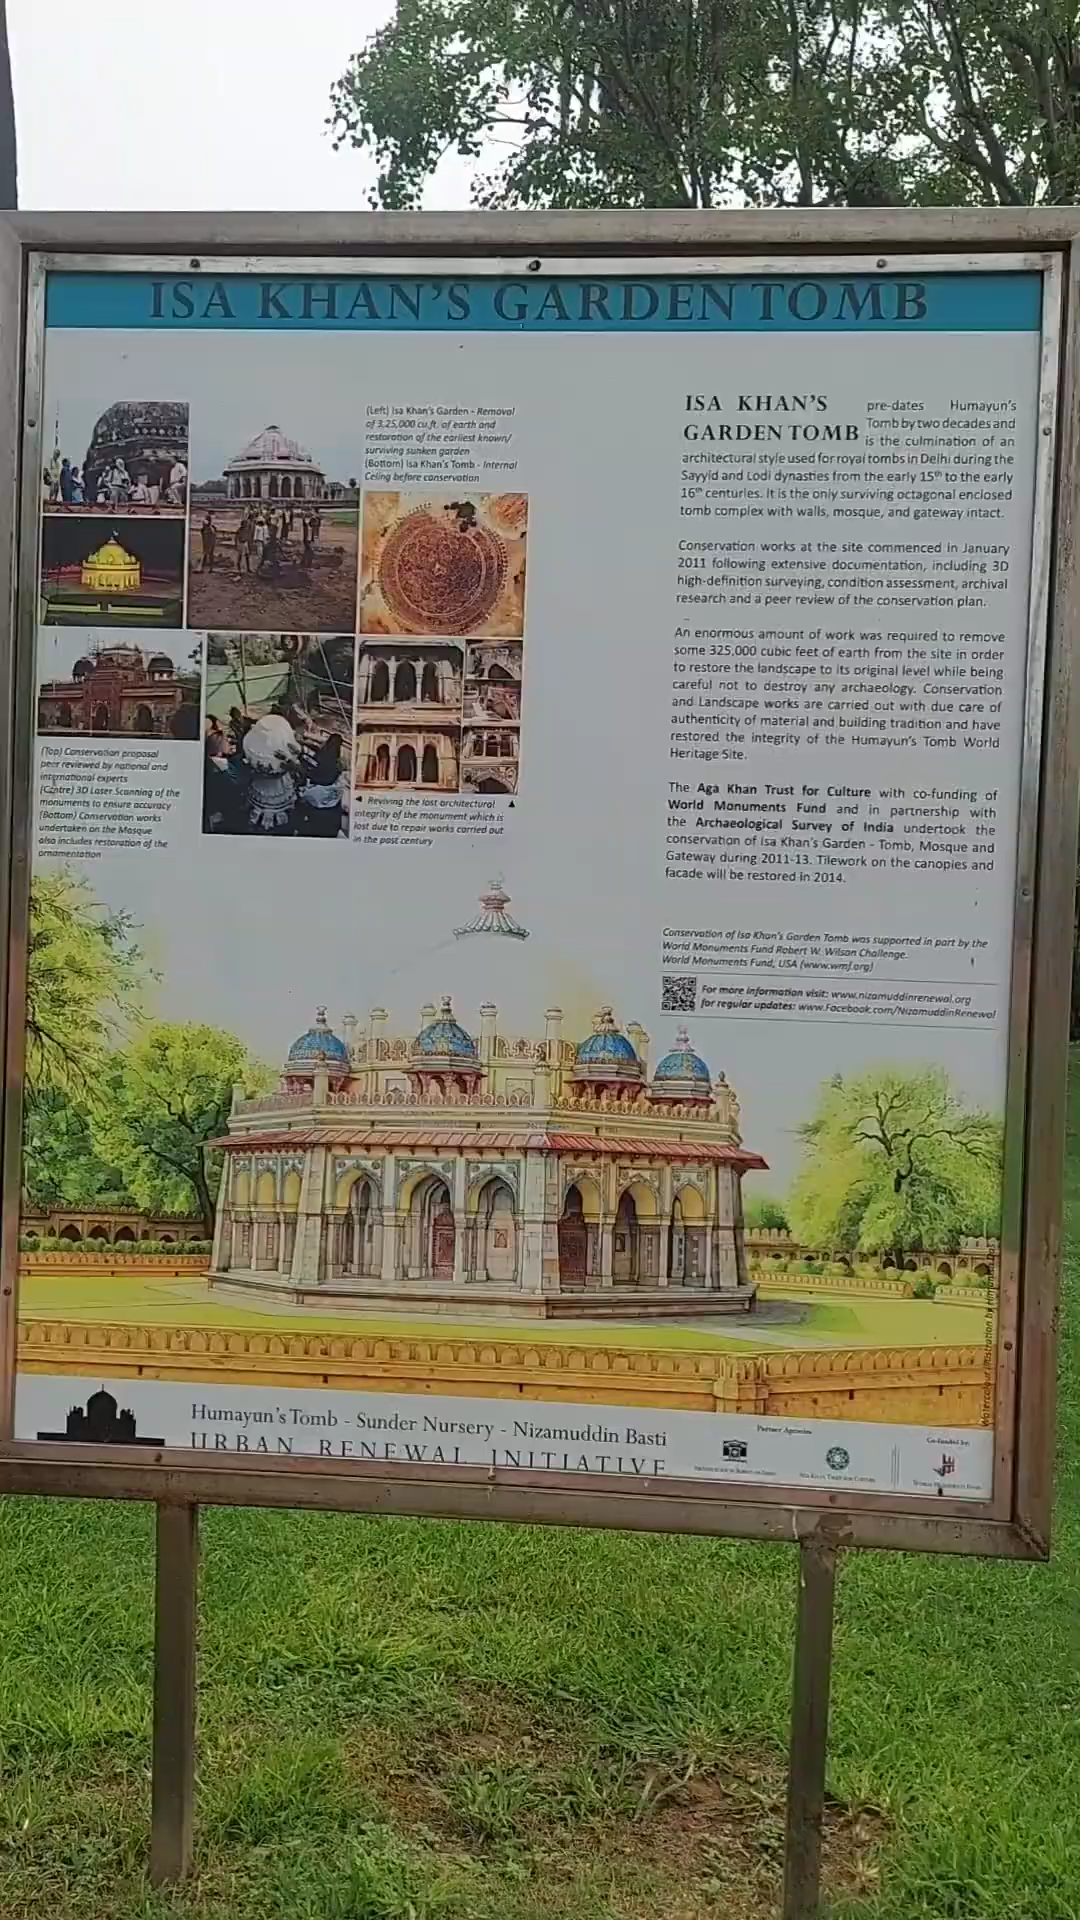 ISA KHAN'S GARDEN TOMB
(Left) Isa Khan's Garden - Removal
of 3,25,000 cu.ft. of earth and
restoration of the earliest known/
surviving sunken garden
(Bottom) Isa Khan's Tomb - Internal
Celing before conservation
(Top) Conservation proposal
peer reviewed by national and
international experts
(Centre) 3D Laser Scanning of the
monuments to ensure accuracy
(Bottom) Conservation works
undertaken on the Mosque
also includes restoration of the
ornamentation
◄ Reviving the lost architectural ▲
integrity of the monument which is
lost due to repair works carried out
in the past century
ISA KHAN'S pre-dates Humayun's
Tomb by two decades and
GARDEN TOMB is the culmination of an
architectural style used for royal tombs in Delhi during the
Sayyid and Lodi dynasties from the early 15th to the early
16th centuries. It is the only surviving octagonal enclosed
tomb complex with walls, mosque, and gateway intact.
Conservation works at the site commenced in January
2011 following extensive documentation, including 3D
high-definition surveying, condition assessment, archival
research and a peer review of the conservation plan.
An enormous amount of work was required to remove
some 325,000 cubic feet of earth from the site in order
to restore the landscape to its original level while being
careful not to destroy any archaeology. Conservation
and Landscape works are carried out with due care of
authenticity of material and building tradition and have
restored the integrity of the Humayun's Tomb World
Heritage Site.
The Aga Khan Trust for Culture with co-funding of
World Monuments Fund and in partnership with
the Archaeological Survey of India undertook the
conservation of Isa Khan's Garden - Tomb, Mosque and
Gateway during 2011-13. Tilework on the canopies and
facade will be restored in 2014.
Conservation of Isa Khan's Garden Tomb was supported in part by the
World Monuments Fund Robert W. Wilson Challenge.
World Monuments Fund, USA (www.wmf.org)
For more information visit: www.nizamuddinrenewal.org
for regular updates: www.Facebook.com/NizamuddinRenewal
Watercolour illustration by
Humayun's Tomb - Sunder Nursery - Nizamuddin Basti
URBAN RENEWAL INITIATIVE
Partner Agencies
Co-funded by: